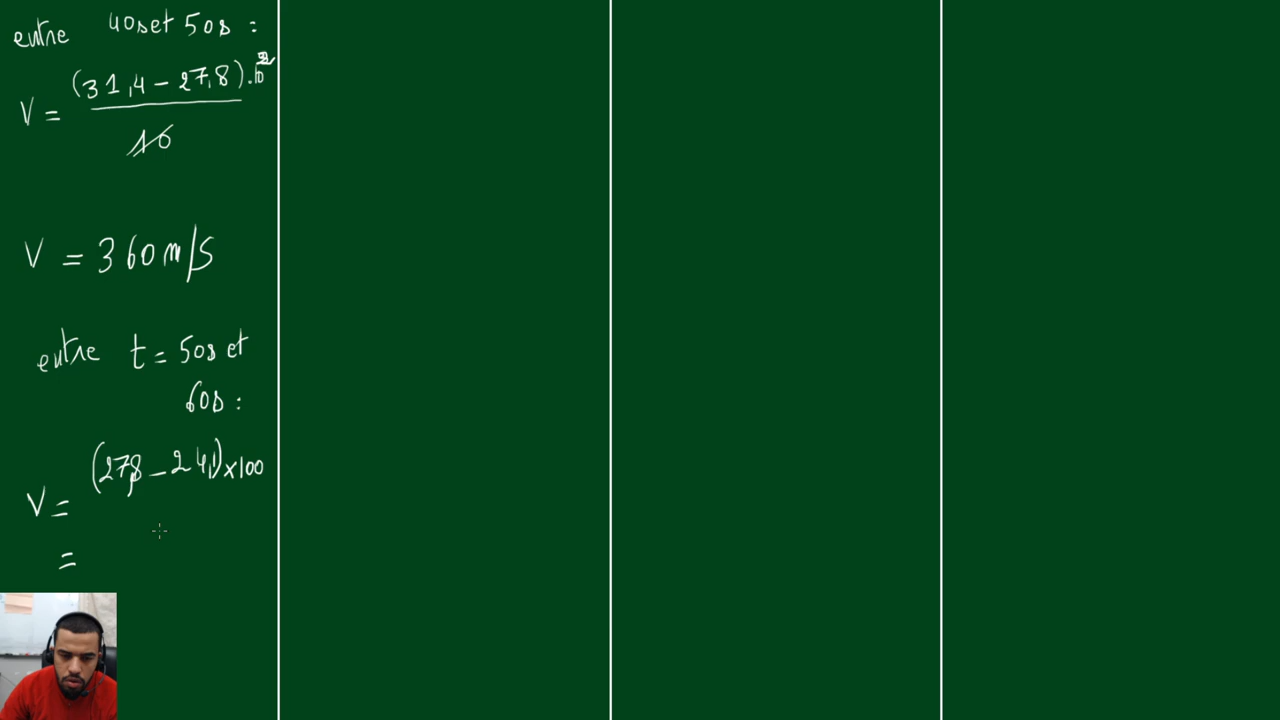 entre 40s et 50s :
V = (31,4 - 27,8).10²/10
V = 360 m/s
entre t = 50s et
60s :
V = (27,8 - 24,1)×100
=